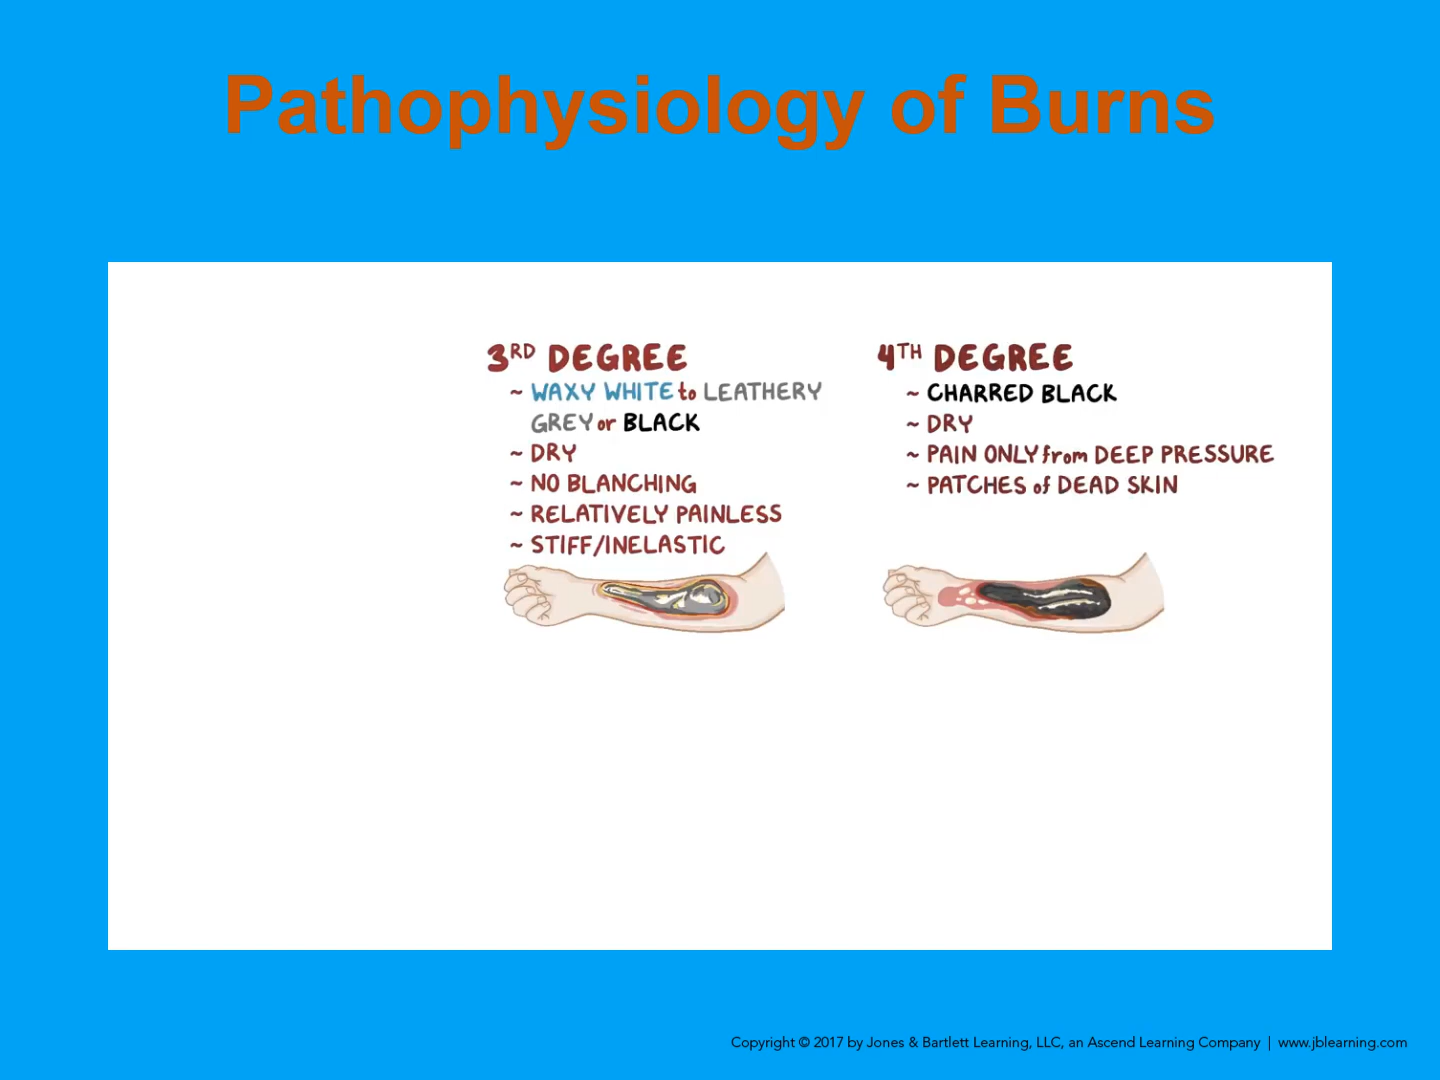 Pathophysiology of Burns
3RD DEGREE
~ WAXY WHITE to LEATHERY
GREY or BLACK
~ DRY
~ NO BLANCHING
~ RELATIVELY PAINLESS
~ STIFF/INELASTIC
4TH DEGREE
~ CHARRED BLACK
~ DRY
~ PAIN ONLY from DEEP PRESSURE
~ PATCHES of DEAD SKIN
Copyright © 2017 by Jones & Bartlett Learning, LLC, an Ascend Learning Company | www.jblearning.com